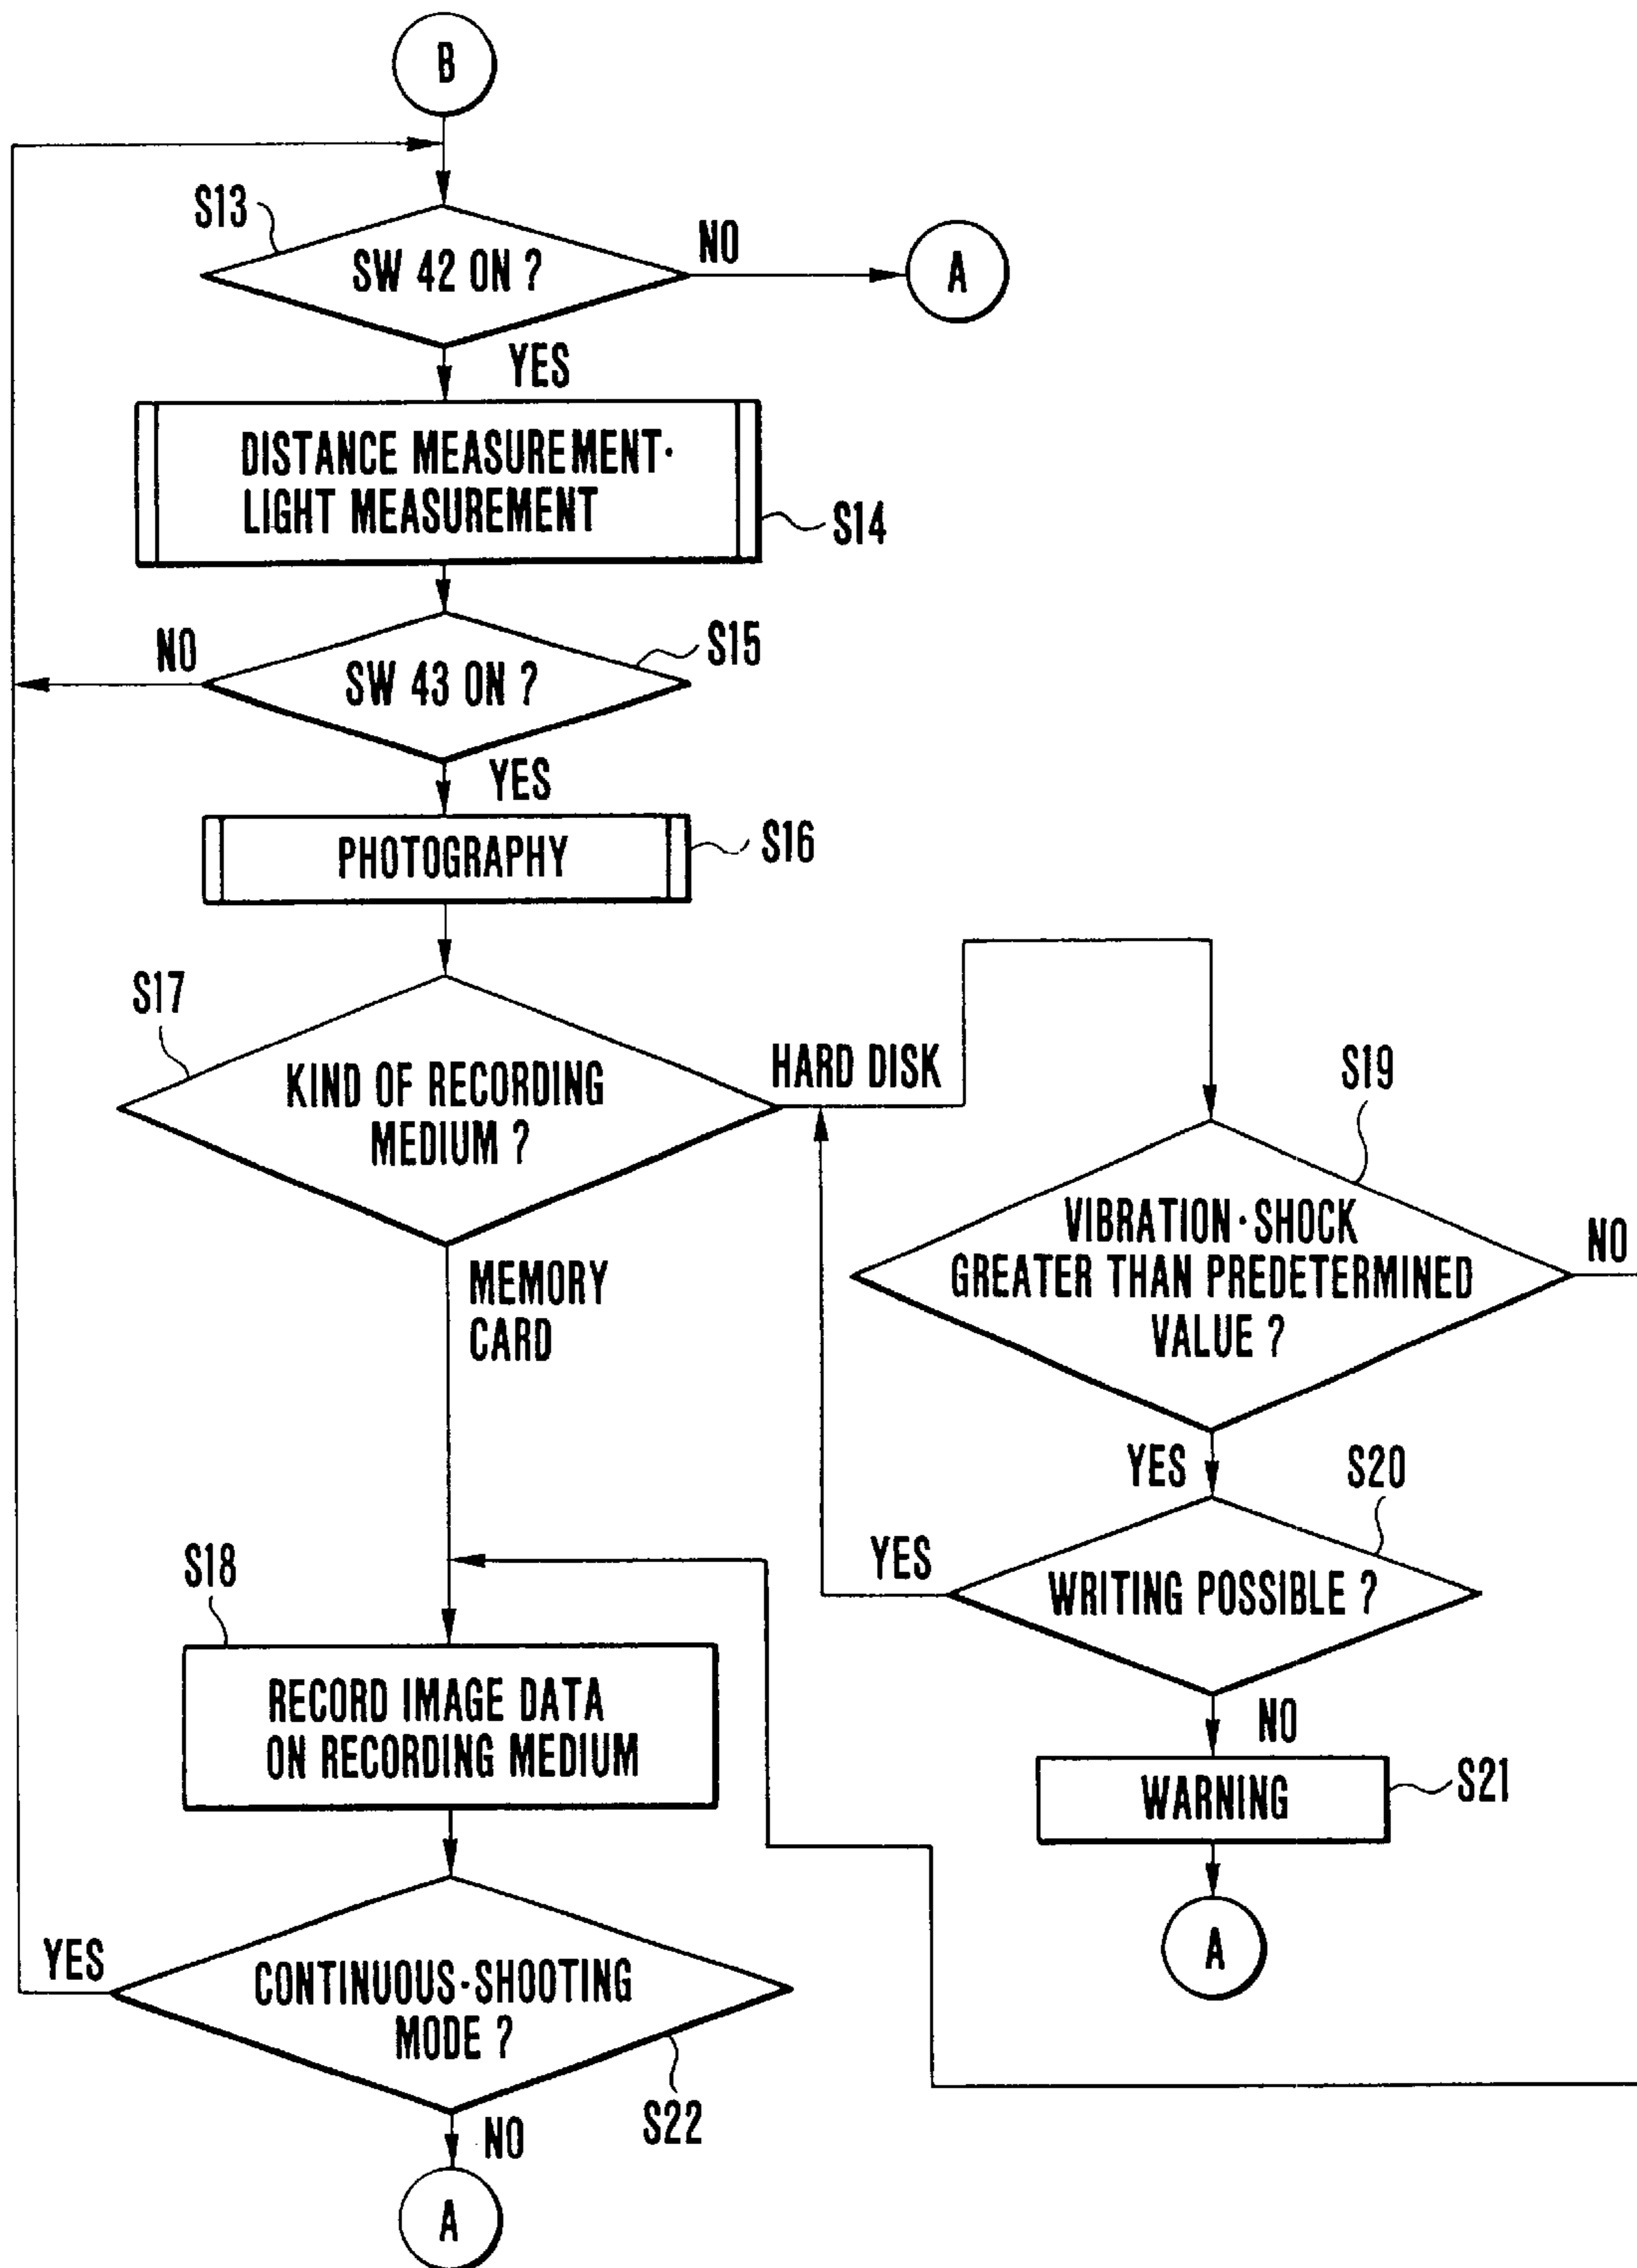 B
S13
SW 42 ON ?
NO
A
YES
DISTANCE MEASUREMENT·
LIGHT MEASUREMENT
S14
NO
SW 43 ON ?
S15
YES
PHOTOGRAPHY
S16
S17
KIND OF RECORDING
MEDIUM ?
HARD DISK
MEMORY
CARD
S19
VIBRATION·SHOCK
GREATER THAN PREDETERMINED
VALUE ?
NO
YES
S20
YES
WRITING POSSIBLE ?
NO
WARNING
S21
A
S18
RECORD IMAGE DATA
ON RECORDING MEDIUM
YES
CONTINUOUS-SHOOTING
MODE ?
S22
NO
A